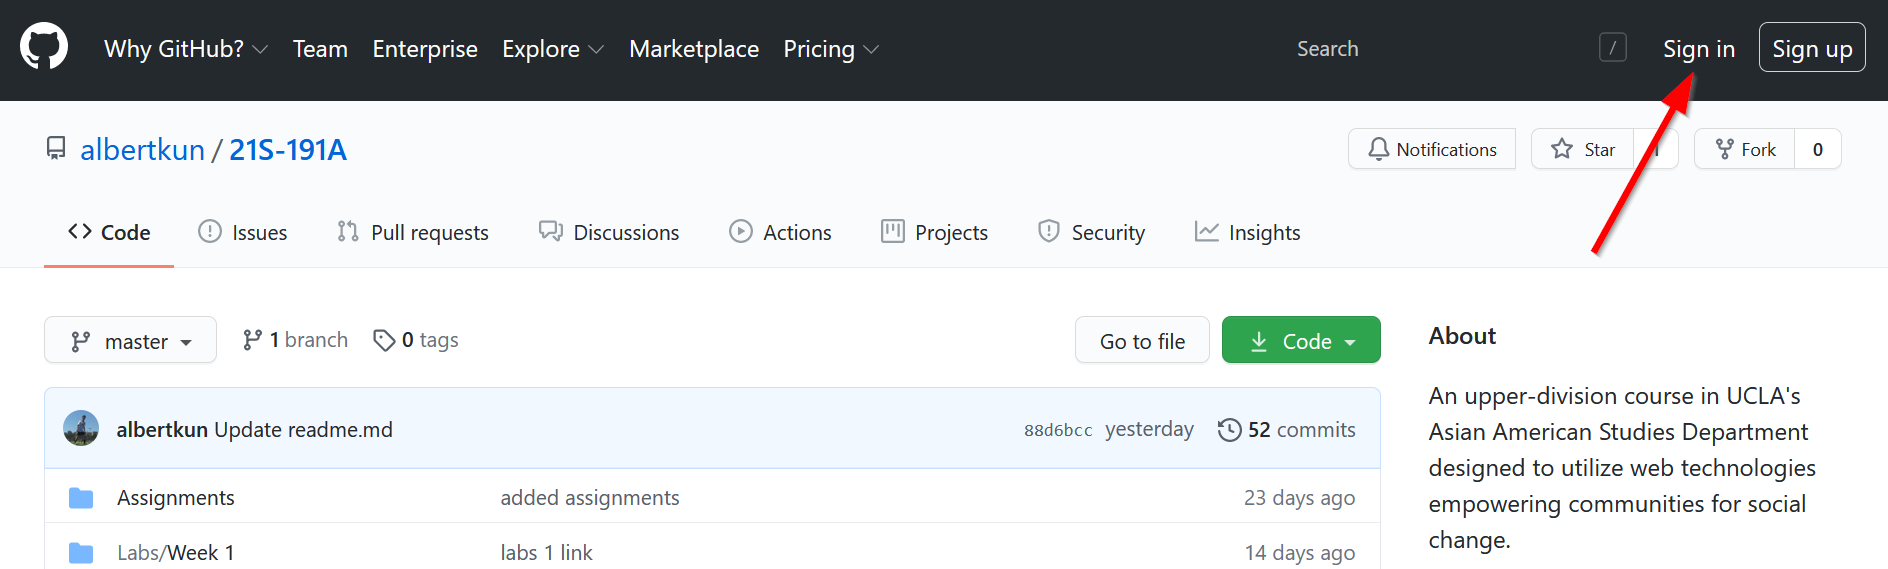 Why GitHub? Team Enterprise Explore Marketplace Pricing Search / Sign in Sign up
albertkun / 21S-191A Notifications Star Fork 0
Code Issues Pull requests Discussions Actions Projects Security Insights
master 1 branch 0 tags Go to file Code About
albertkun Update readme.md 88d6bcc yesterday 52 commits
Assignments added assignments 23 days ago
Labs/Week 1 labs 1 link 14 days ago
An upper-division course in UCLA's
Asian American Studies Department
designed to utilize web technologies
empowering communities for social
change.